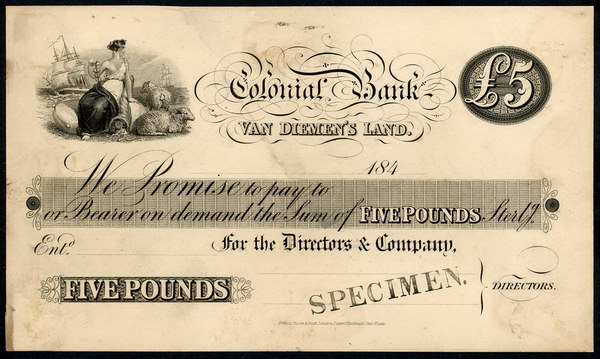 Colonial Bank
£5
VAN DIEMEN'S LAND.
184
We Promise to pay to
or Bearer on demand the Sum of FIVE POUNDS Sterlg.
Entd.
For the Directors & Company,
FIVE POUNDS
SPECIMEN.
DIRECTORS.